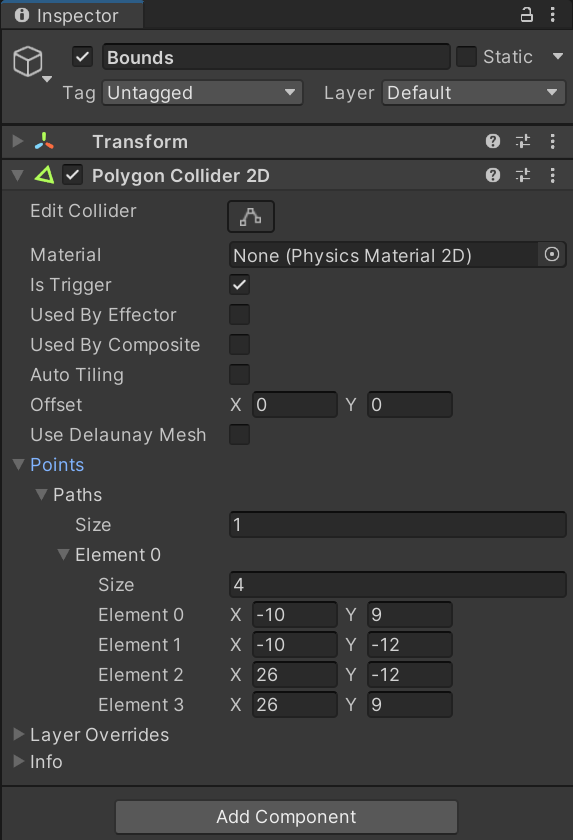 Inspector
Bounds Static
Tag Untagged Layer Default
Transform
Polygon Collider 2D
Edit Collider
Material None (Physics Material 2D)
Is Trigger
Used By Effector
Used By Composite
Auto Tiling
Offset X 0 Y 0
Use Delaunay Mesh
Points
Paths
Size 1
Element 0
Size 4
Element 0 X -10 Y 9
Element 1 X -10 Y -12
Element 2 X 26 Y -12
Element 3 X 26 Y 9
Layer Overrides
Info
Add Component